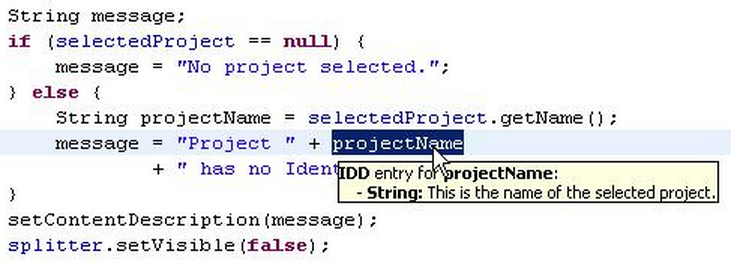 String message;
if (selectedProject == null) {
message = "No project selected.";
} else {
String projectName = selectedProject.getName();
message = "Project " + projectName
+ " has no Ident
IDD entry for projectName:
- String: This is the name of the selected project.
}
setContentDescription(message);
splitter.setVisible(false);